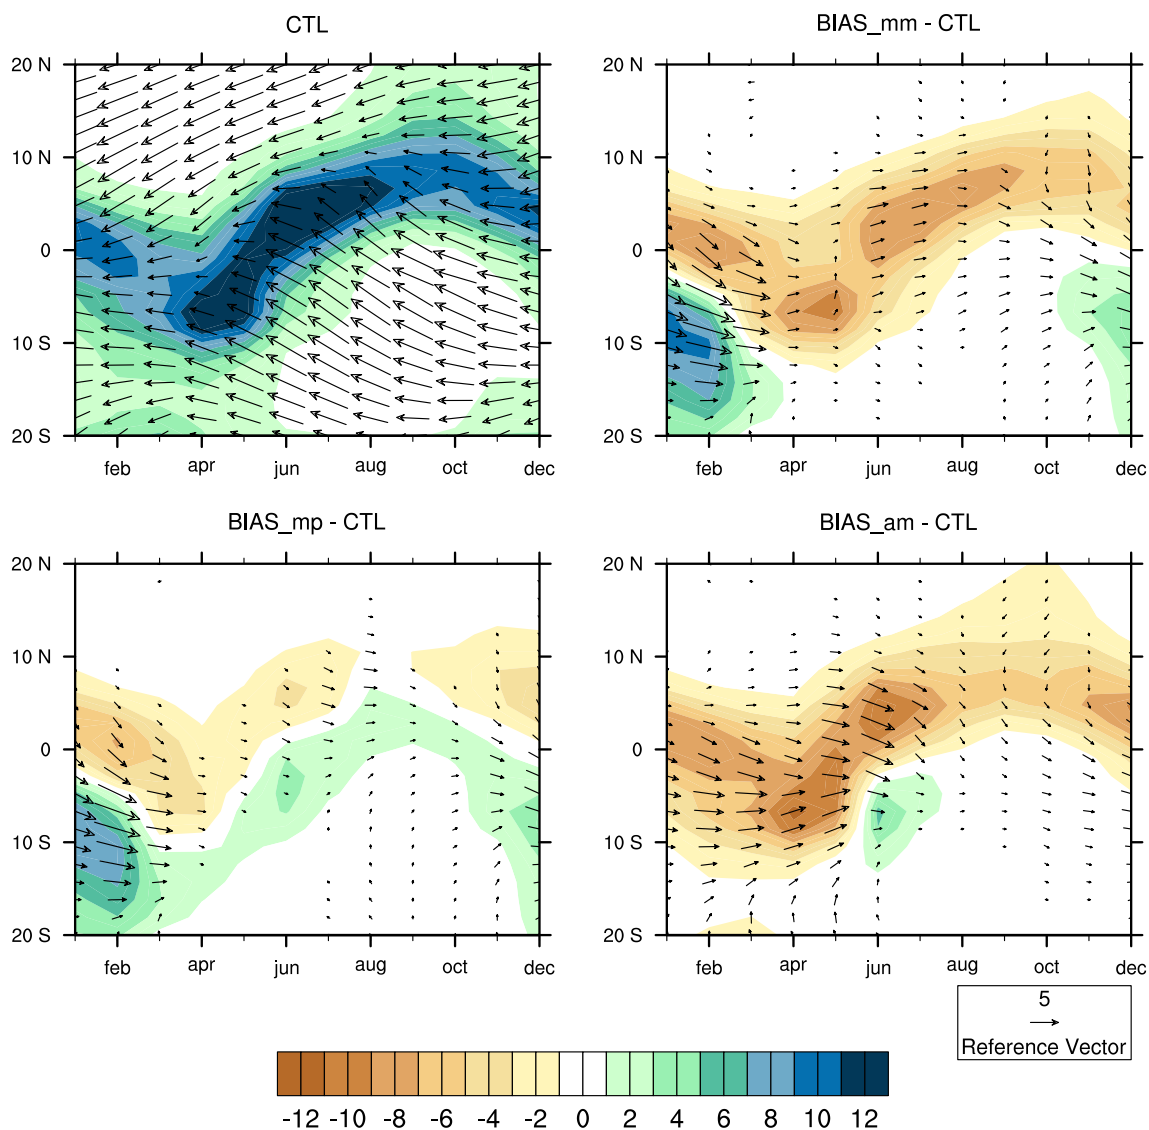 CTL
BIAS_mm - CTL
20 N
10 N
0
10 S
20 S
feb apr jun aug oct dec
20 N
10 N
0
10 S
20 S
feb apr jun aug oct dec
BIAS_mp - CTL
BIAS_am - CTL
20 N
10 N
0
10 S
20 S
feb apr jun aug oct dec
20 N
10 N
0
10 S
20 S
feb apr jun aug oct dec
5
Reference Vector
-12 -10 -8 -6 -4 -2 0 2 4 6 8 10 12